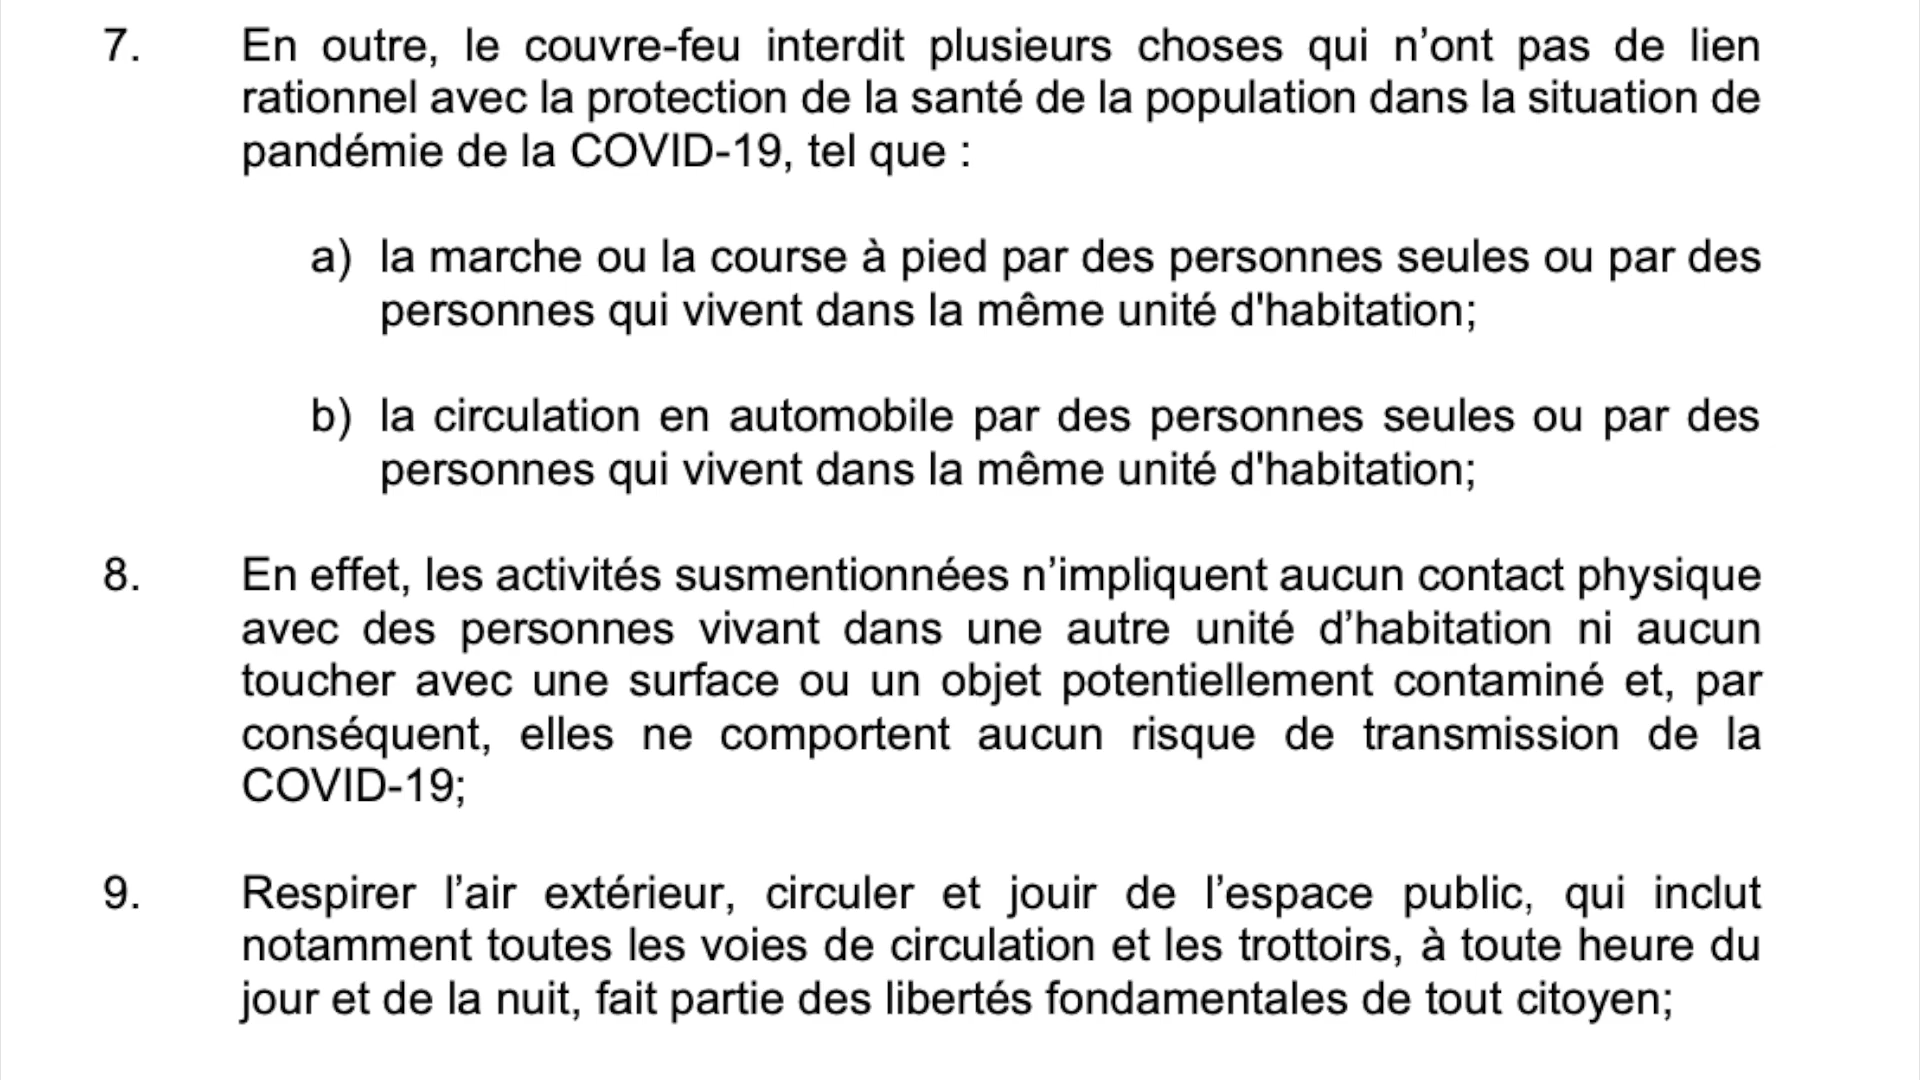 7. En outre, le couvre-feu interdit plusieurs choses qui n’ont pas de lien
rationnel avec la protection de la santé de la population dans la situation de
pandémie de la COVID-19, tel que :
a) la marche ou la course à pied par des personnes seules ou par des
personnes qui vivent dans la même unité d'habitation;
b) la circulation en automobile par des personnes seules ou par des
personnes qui vivent dans la même unité d'habitation;
8. En effet, les activités susmentionnées n’impliquent aucun contact physique
avec des personnes vivant dans une autre unité d’habitation ni aucun
toucher avec une surface ou un objet potentiellement contaminé et, par
conséquent, elles ne comportent aucun risque de transmission de la
COVID-19;
9. Respirer l’air extérieur, circuler et jouir de l’espace public, qui inclut
notamment toutes les voies de circulation et les trottoirs, à toute heure du
jour et de la nuit, fait partie des libertés fondamentales de tout citoyen;